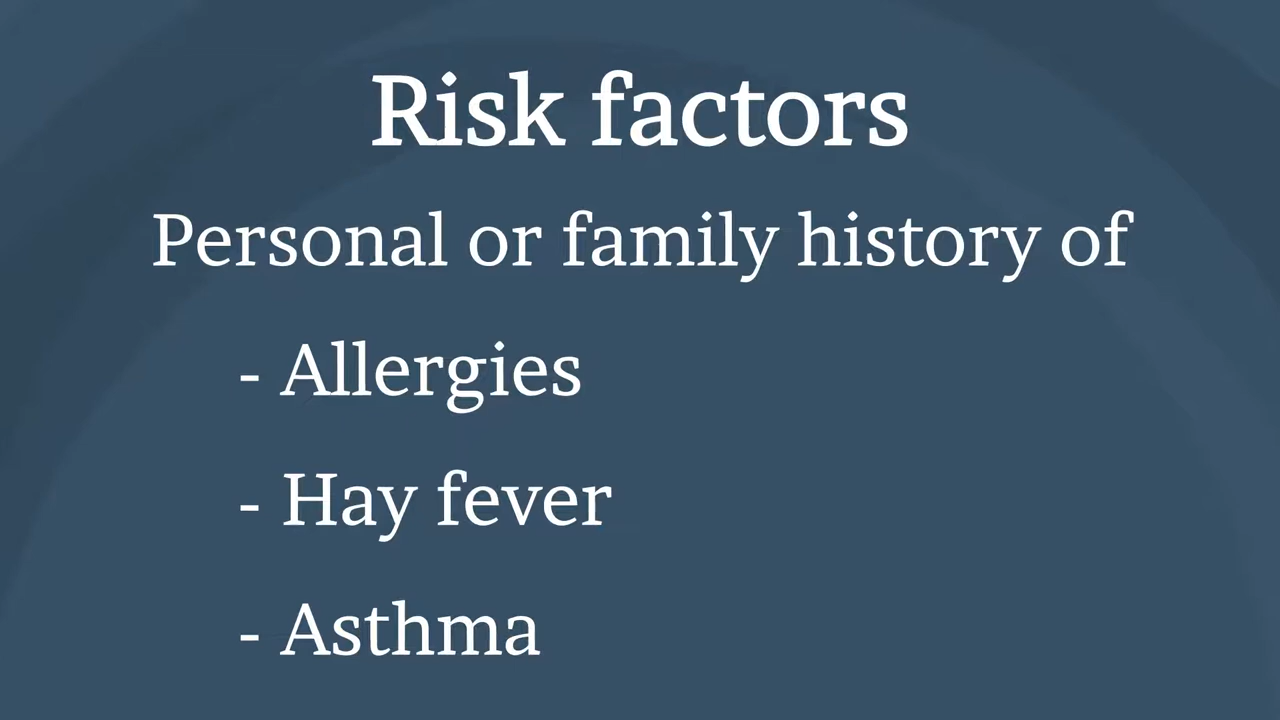 Risk factors
Personal or family history of
- Allergies
- Hay fever
- Asthma